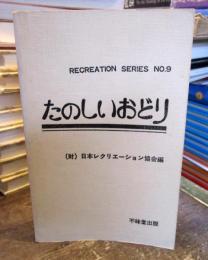 RECREATION SERIES NO.9
たのしいおどり
(財) 日本レクリエーション協会編
不昧堂出版